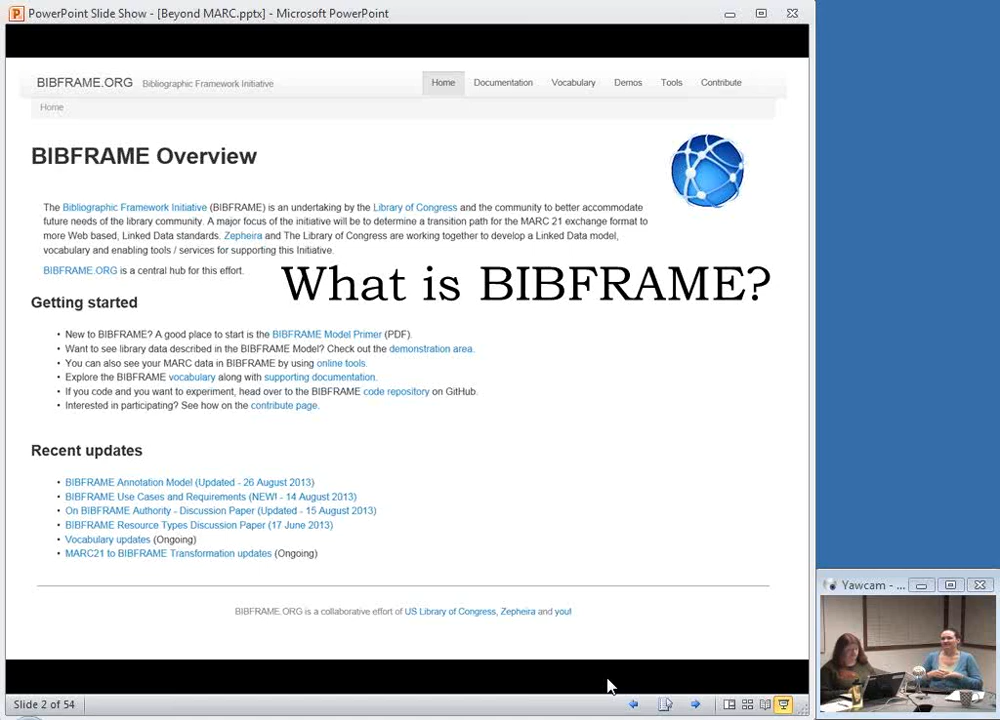 PowerPoint Slide Show - [Beyond MARC.pptx] - Microsoft PowerPoint
BIBFRAME.ORG Bibliographic Framework Initiative Home Documentation Vocabulary Demos Tools Contribute
Home
BIBFRAME Overview
The Bibliographic Framework Initiative (BIBFRAME) is an undertaking by the Library of Congress and the community to better accommodate
future needs of the library community. A major focus of the initiative will be to determine a transition path for the MARC 21 exchange format to
more Web based, Linked Data standards. Zepheira and The Library of Congress are working together to develop a Linked Data model,
vocabulary and enabling tools / services for supporting this Initiative.
BIBFRAME.ORG is a central hub for this effort.
What is BIBFRAME?
Getting started
• New to BIBFRAME? A good place to start is the BIBFRAME Model Primer (PDF).
• Want to see library data described in the BIBFRAME Model? Check out the demonstration area.
• You can also see your MARC data in BIBFRAME by using online tools.
• Explore the BIBFRAME vocabulary along with supporting documentation.
• If you code and you want to experiment, head over to the BIBFRAME code repository on GitHub.
• Interested in participating? See how on the contribute page.
Recent updates
• BIBFRAME Annotation Model (Updated - 26 August 2013)
• BIBFRAME Use Cases and Requirements (NEW! - 14 August 2013)
• On BIBFRAME Authority - Discussion Paper (Updated - 15 August 2013)
• BIBFRAME Resource Types Discussion Paper (17 June 2013)
• Vocabulary updates (Ongoing)
• MARC21 to BIBFRAME Transformation updates (Ongoing)
BIBFRAME.ORG is a collaborative effort of US Library of Congress, Zepheira and you!
Yawcam - ...
Slide 2 of 54